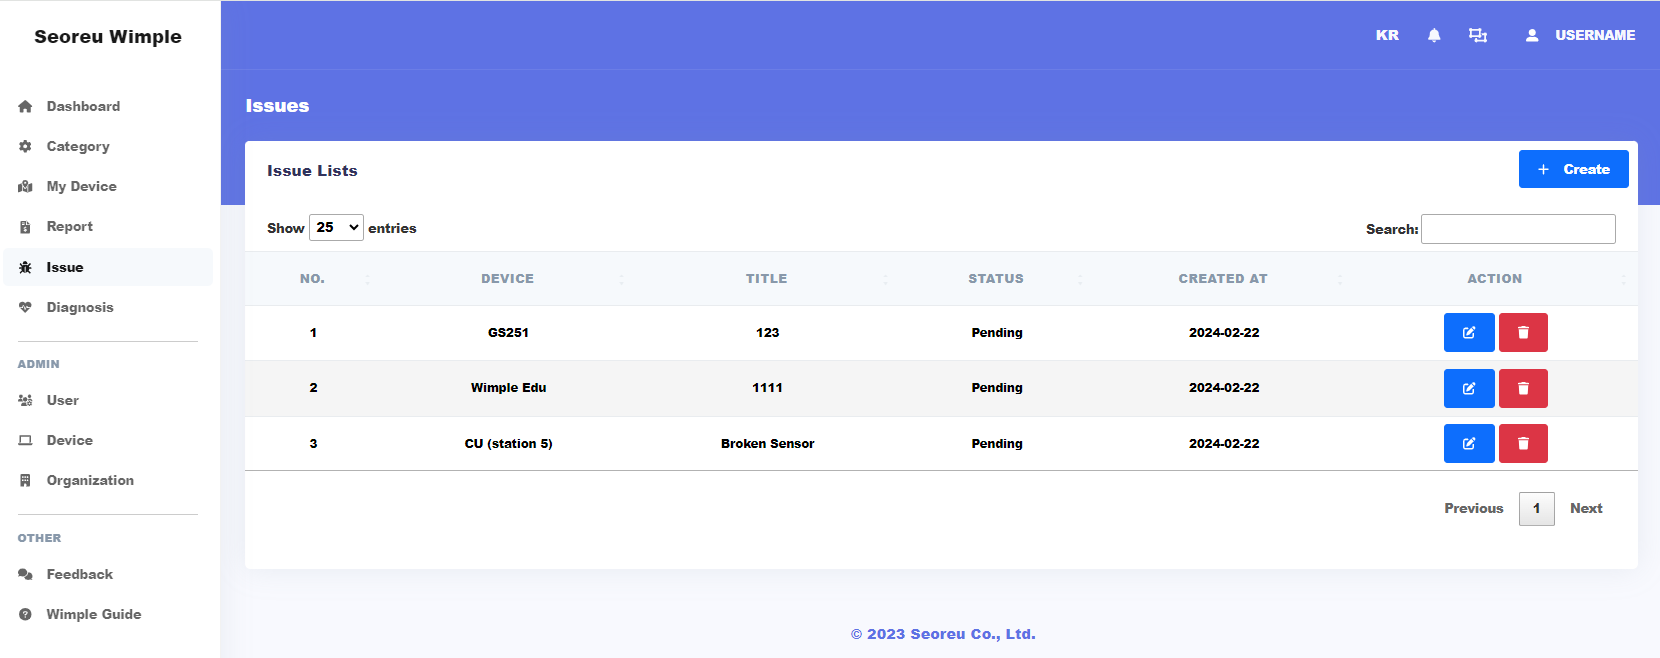 Seoreu Wimple
KR USERNAME
Dashboard
Category
My Device
Report
Issue
Diagnosis
ADMIN
User
Device
Organization
OTHER
Feedback
Wimple Guide
Issues
Issue Lists
+ Create
Show 25 entries
Search:
NO. DEVICE TITLE STATUS CREATED AT ACTION
1 GS251 123 Pending 2024-02-22
2 Wimple Edu 1111 Pending 2024-02-22
3 CU (station 5) Broken Sensor Pending 2024-02-22
Previous 1 Next
© 2023 Seoreu Co., Ltd.